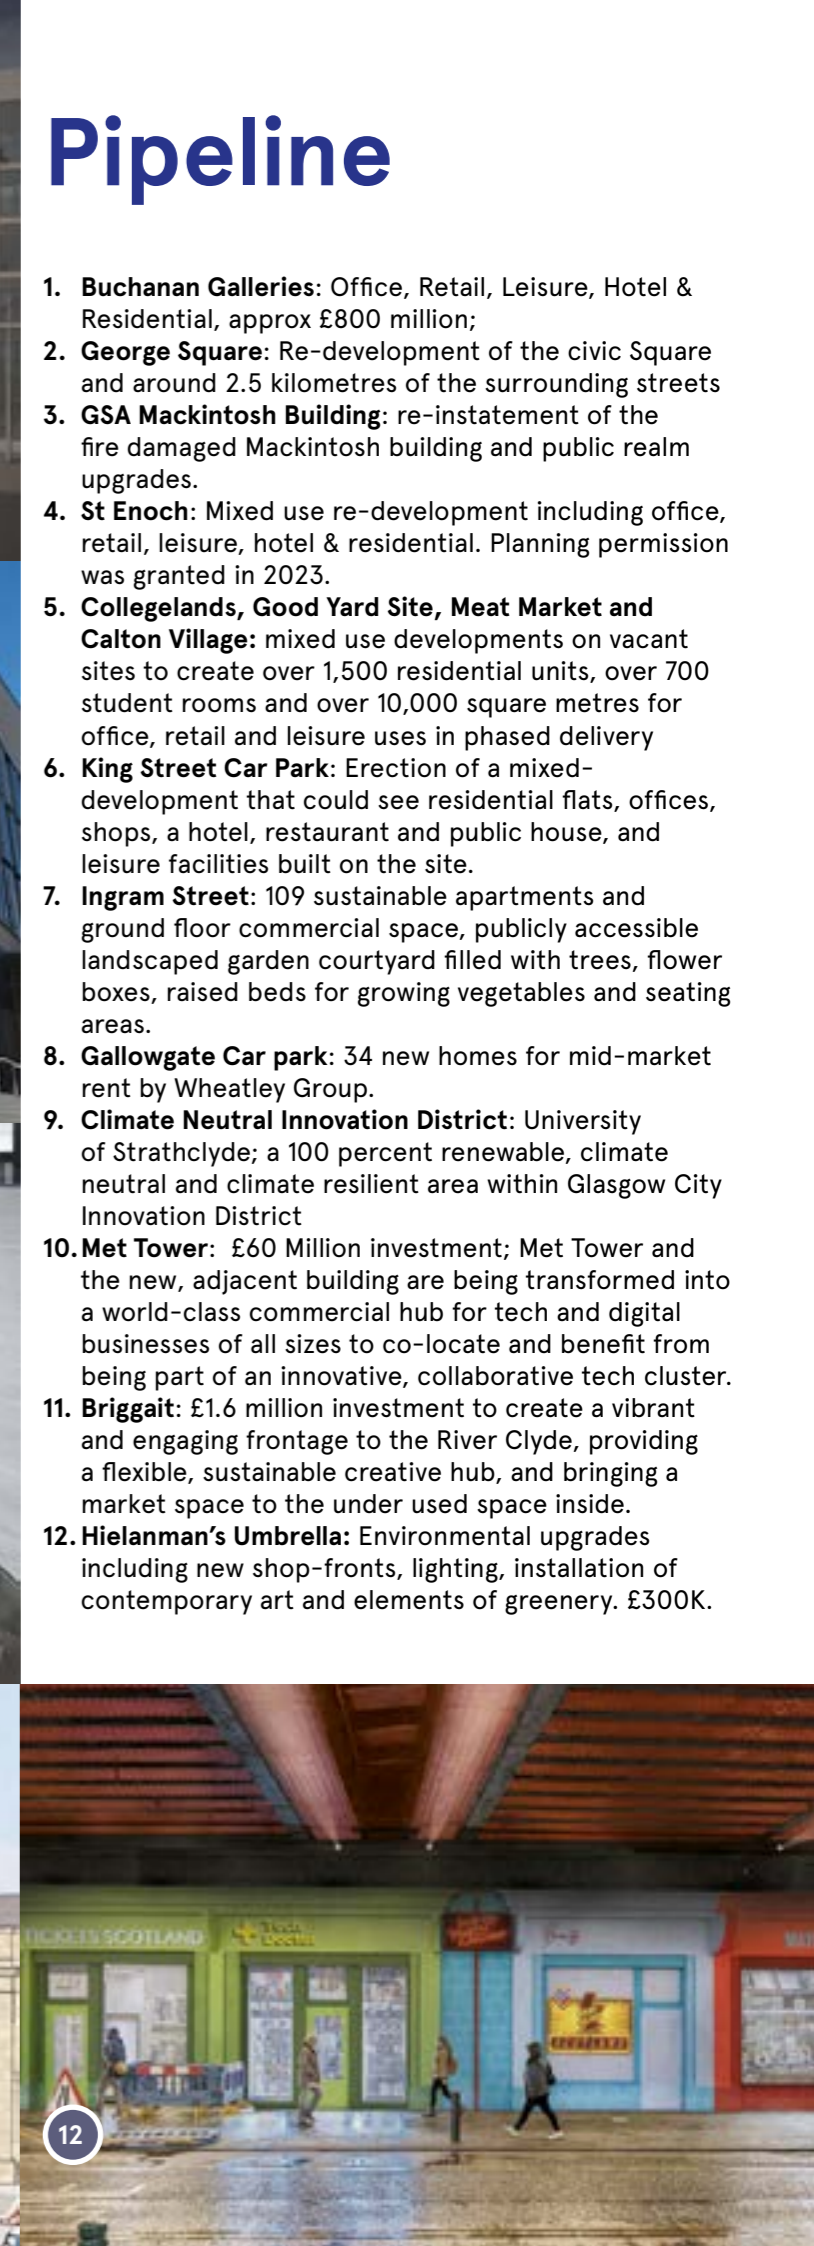 Pipeline
1. Buchanan Galleries: Office, Retail, Leisure, Hotel &
Residential, approx £800 million;
2. George Square: Re-development of the civic Square
and around 2.5 kilometres of the surrounding streets
3. GSA Mackintosh Building: re-instatement of the
fire damaged Mackintosh building and public realm
upgrades.
4. St Enoch: Mixed use re-development including office,
retail, leisure, hotel & residential. Planning permission
was granted in 2023.
5. Collegelands, Good Yard Site, Meat Market and
Calton Village: mixed use developments on vacant
sites to create over 1,500 residential units, over 700
student rooms and over 10,000 square metres for
office, retail and leisure uses in phased delivery
6. King Street Car Park: Erection of a mixed-
development that could see residential flats, offices,
shops, a hotel, restaurant and public house, and
leisure facilities built on the site.
7. Ingram Street: 109 sustainable apartments and
ground floor commercial space, publicly accessible
landscaped garden courtyard filled with trees, flower
boxes, raised beds for growing vegetables and seating
areas.
8. Gallowgate Car park: 34 new homes for mid-market
rent by Wheatley Group.
9. Climate Neutral Innovation District: University
of Strathclyde; a 100 percent renewable, climate
neutral and climate resilient area within Glasgow City
Innovation District
10. Met Tower:  £60 Million investment; Met Tower and
the new, adjacent building are being transformed into
a world-class commercial hub for tech and digital
businesses of all sizes to co-locate and benefit from
being part of an innovative, collaborative tech cluster.
11. Briggait: £1.6 million investment to create a vibrant
and engaging frontage to the River Clyde, providing
a flexible, sustainable creative hub, and bringing a
market space to the under used space inside.
12. Hielanman’s Umbrella: Environmental upgrades
including new shop-fronts, lighting, installation of
contemporary art and elements of greenery. £300K.
TICKETS SCOTLAND
12